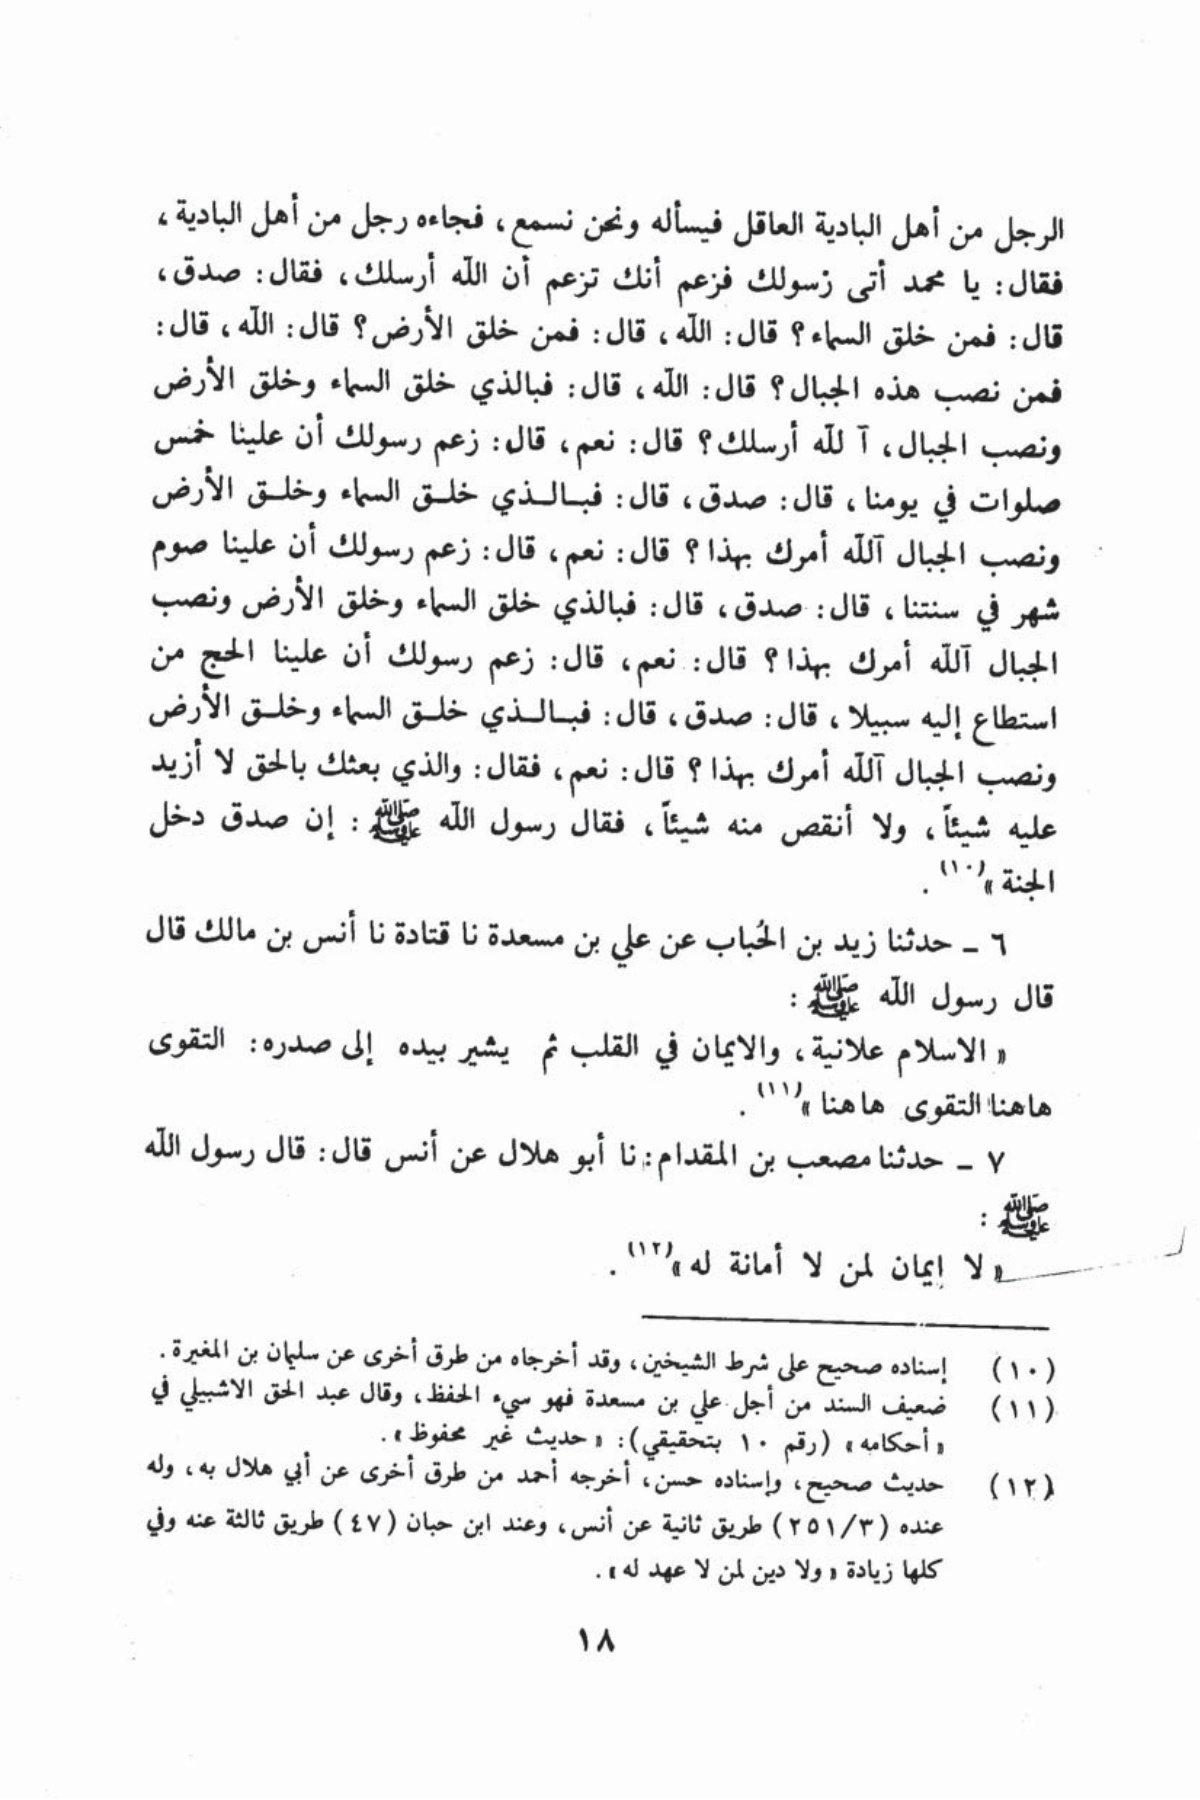 الرجل من أهل البادية العاقل فيسأله ونحن نسمع، فجاءه رجل من أهل البادية،
فقال: يا محمد أتى رسولك فزعم أنك تزعم أن الله أرسلك، فقال: صدق،
قال: فمن خلق السماء؟ قال: الله، قال: فمن خلق الأرض؟ قال: الله، قال:
فمن نصب هذه الجبال؟ قال: الله، قال: فبالذي خلق السماء وخلق الأرض
ونصب الجبال، آ لله أرسلك؟ قال: نعم، قال: زعم رسولك أن علينا خمس
صلوات في يومنا، قال: صدق، قال: فبالذي خلق السماء وخلق الأرض
ونصب الجبال آلله أمرك بهذا؟ قال: نعم، قال: زعم رسولك أن علينا صوم
شهر في سنتنا، قال: صدق، قال: فبالذي خلق السماء وخلق الأرض ونصب
الجبال آلله أمرك بهذا؟ قال: نعم، قال: زعم رسولك أن علينا الحج من
استطاع إليه سبيلا، قال: صدق، قال: فبالذي خلق السماء وخلق الأرض
ونصب الجبال آلله أمرك بهذا؟ قال: نعم، فقال: والذي بعثك بالحق لا أزيد
عليه شيئاً، ولا أنقص منه شيئاً، فقال رسول الله ﷺ : إن صدق دخل
الجنة»(١٠).
٦ ـ حدثنا زيد بن الحُباب عن علي بن مسعدة نا قتادة نا أنس بن مالك قال
قال رسول الله ﷺ :
«الاسلام علانية، والايمان في القلب ثم يشير بيده إلى صدره: التقوى
هاهنا التقوى هاهنا»(١١).
٧ ـ حدثنا مصعب بن المقدام: نا أبو هلال عن أنس قال: قال رسول الله
ﷺ :
«لا إيمان لمن لا أمانة له»(١٢).
(١٠) إسناده صحيح على شرط الشيخين، وقد أخرجاه من طرق أخرى عن سليمان بن المغيرة.
(١١) ضعيف السند من أجل علي بن مسعدة فهو سيء الحفظ، وقال عبد الحق الاشبيلي في
«أحكامه» (رقم ١٠ بتحقيقي): «حديث غير محفوظ».
(١٢) حديث صحيح، وإسناده حسن، أخرجه أحمد من طرق أخرى عن أبي هلال به، وله
عنده (٢٥١/٣) طريق ثانية عن أنس، وعند ابن حبان (٤٧) طريق ثالثة عنه وفي
كلها زيادة «ولا دين لمن لا عهد له».
١٨